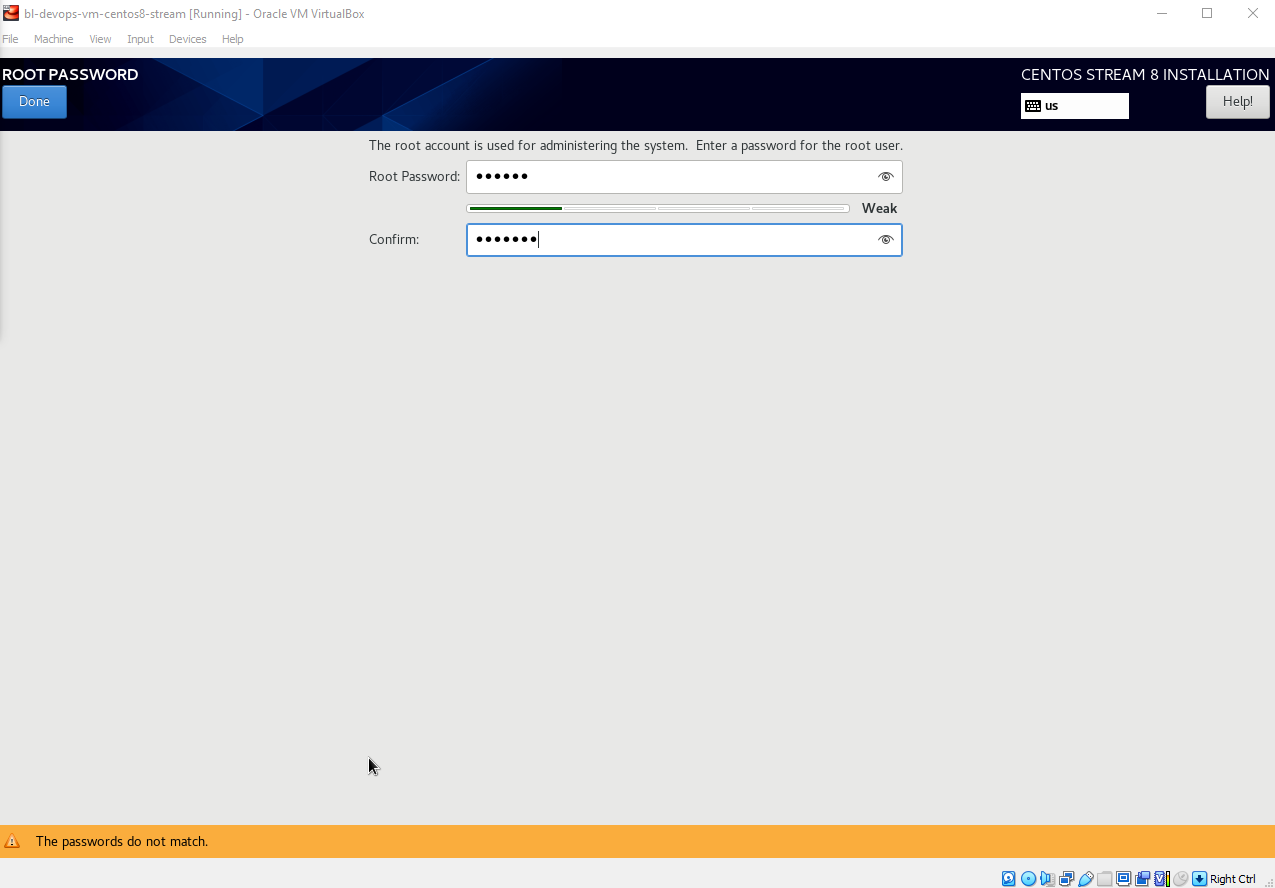 bl-devops-vm-centos8-stream [Running] - Oracle VM VirtualBox
File Machine View Input Devices Help
ROOT PASSWORD
CENTOS STREAM 8 INSTALLATION
Done
us
Help!
The root account is used for administering the system.  Enter a password for the root user.
Root Password: ●●●●●●
Weak
Confirm: ●●●●●●●
The passwords do not match.
Right Ctrl